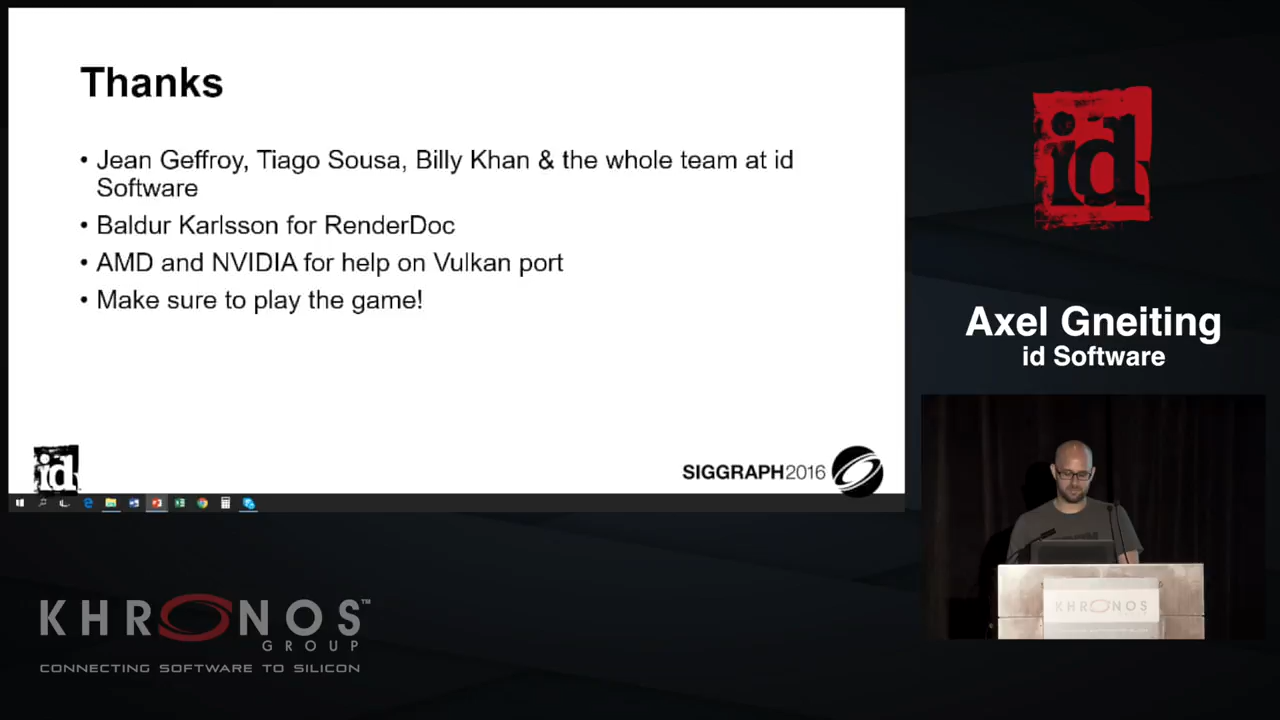 Thanks
• Jean Geffroy, Tiago Sousa, Billy Khan & the whole team at id
Software
• Baldur Karlsson for RenderDoc
• AMD and NVIDIA for help on Vulkan port
• Make sure to play the game!
id
SIGGRAPH2016
id
Axel Gneiting
id Software
KHRONOS
KHRONOS™
GROUP
CONNECTING SOFTWARE TO SILICON